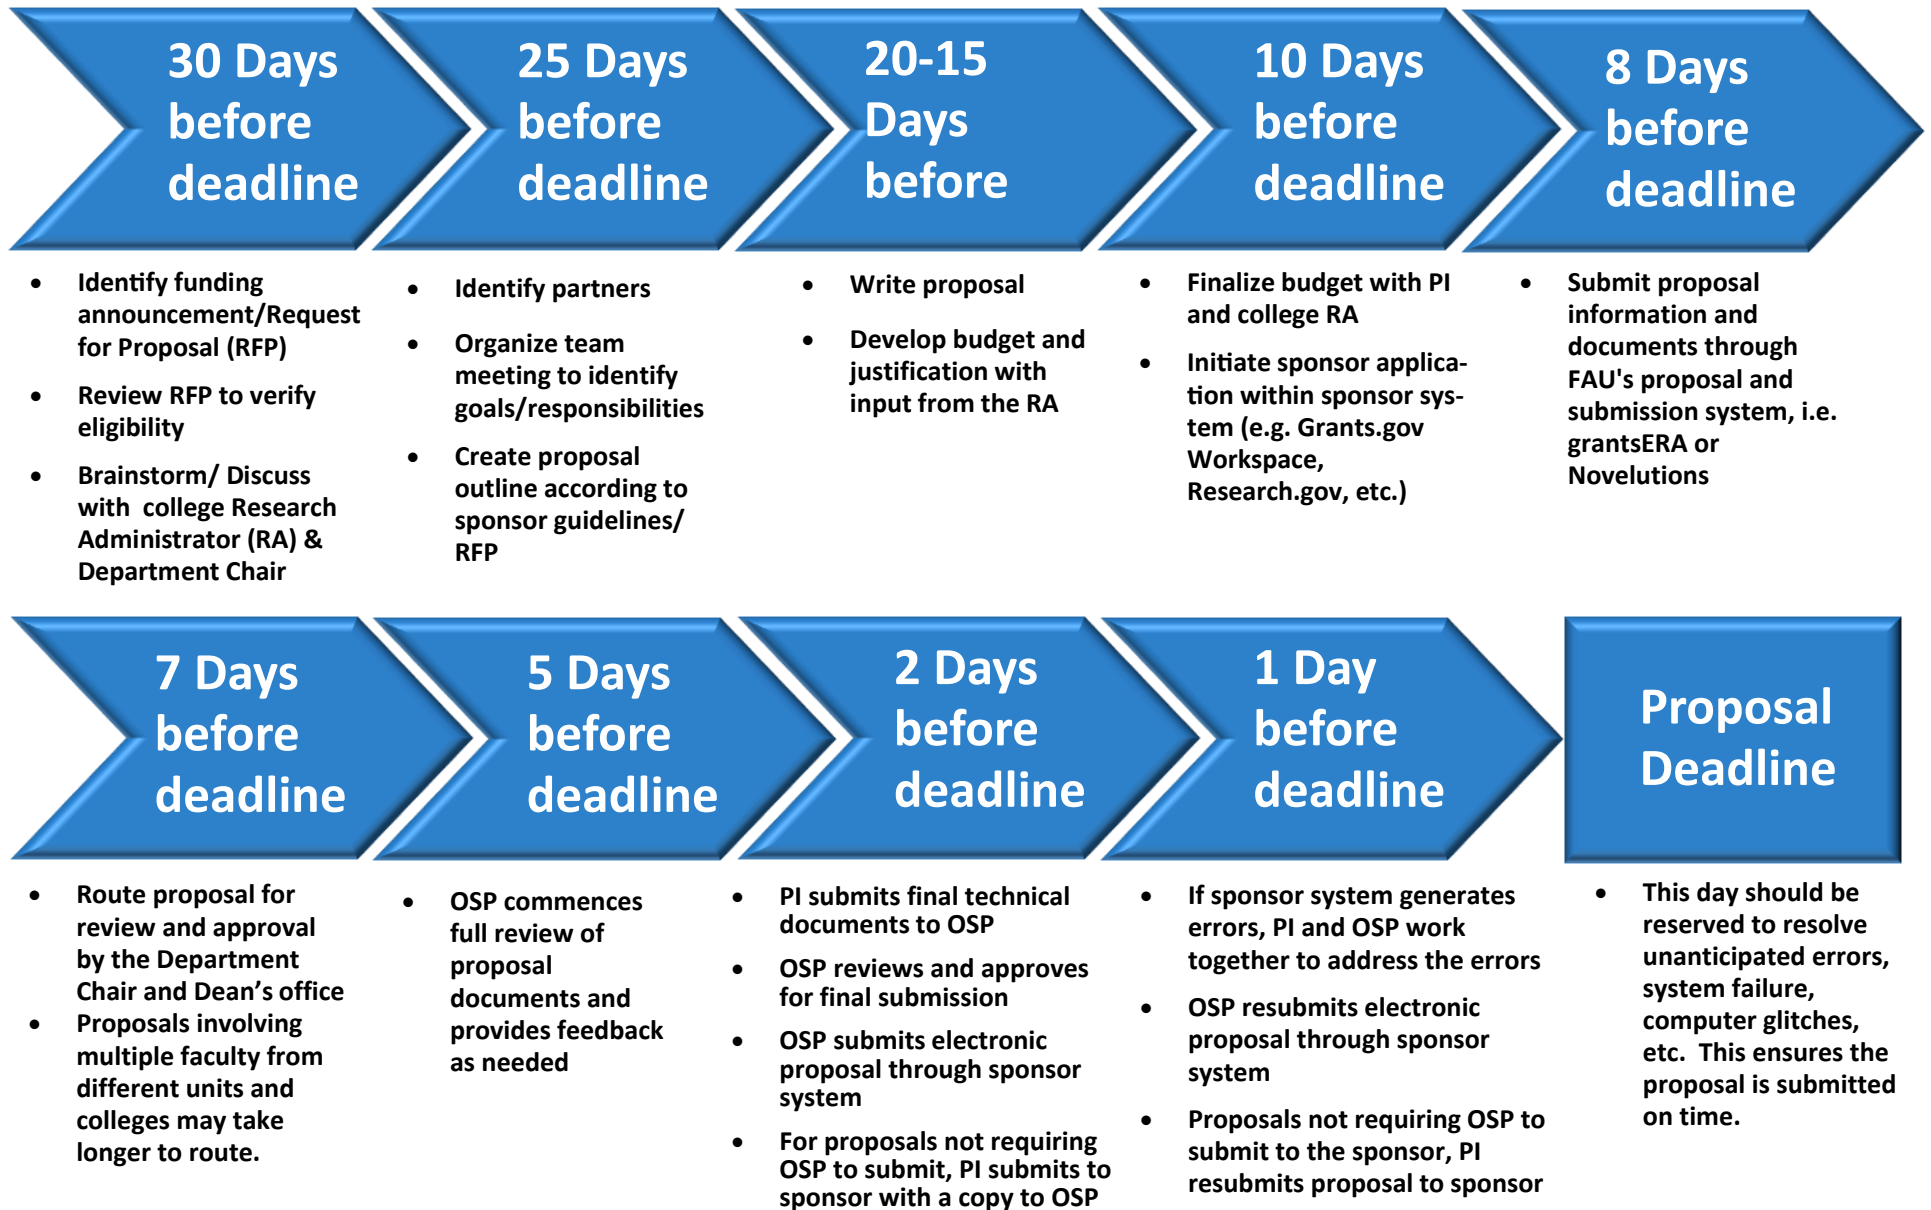 30 Days
before
deadline
• Identify funding
announcement/Request
for Proposal (RFP)
• Review RFP to verify
eligibility
• Brainstorm/ Discuss
with  college Research
Administrator (RA) &
Department Chair
25 Days
before
deadline
• Identify partners
• Organize team
meeting to identify
goals/responsibilities
• Create proposal
outline according to
sponsor guidelines/
RFP
20-15
Days
before
• Write proposal
• Develop budget and
justification with
input from the RA
10 Days
before
deadline
• Finalize budget with PI
and college RA
• Initiate sponsor applica-
tion within sponsor sys-
tem (e.g. Grants.gov
Workspace,
Research.gov, etc.)
8 Days
before
deadline
• Submit proposal
information and
documents through
FAU's proposal and
submission system, i.e.
grantsERA or
Novelutions
7 Days
before
deadline
• Route proposal for
review and approval
by the Department
Chair and Dean’s office
• Proposals involving
multiple faculty from
different units and
colleges may take
longer to route.
5 Days
before
deadline
• OSP commences
full review of
proposal
documents and
provides feedback
as needed
2 Days
before
deadline
• PI submits final technical
documents to OSP
• OSP reviews and approves
for final submission
• OSP submits electronic
proposal through sponsor
system
• For proposals not requiring
OSP to submit, PI submits to
sponsor with a copy to OSP
1 Day
before
deadline
• If sponsor system generates
errors, PI and OSP work
together to address the errors
• OSP resubmits electronic
proposal through sponsor
system
• Proposals not requiring OSP to
submit to the sponsor, PI
resubmits proposal to sponsor
Proposal
Deadline
• This day should be
reserved to resolve
unanticipated errors,
system failure,
computer glitches,
etc.  This ensures the
proposal is submitted
on time.